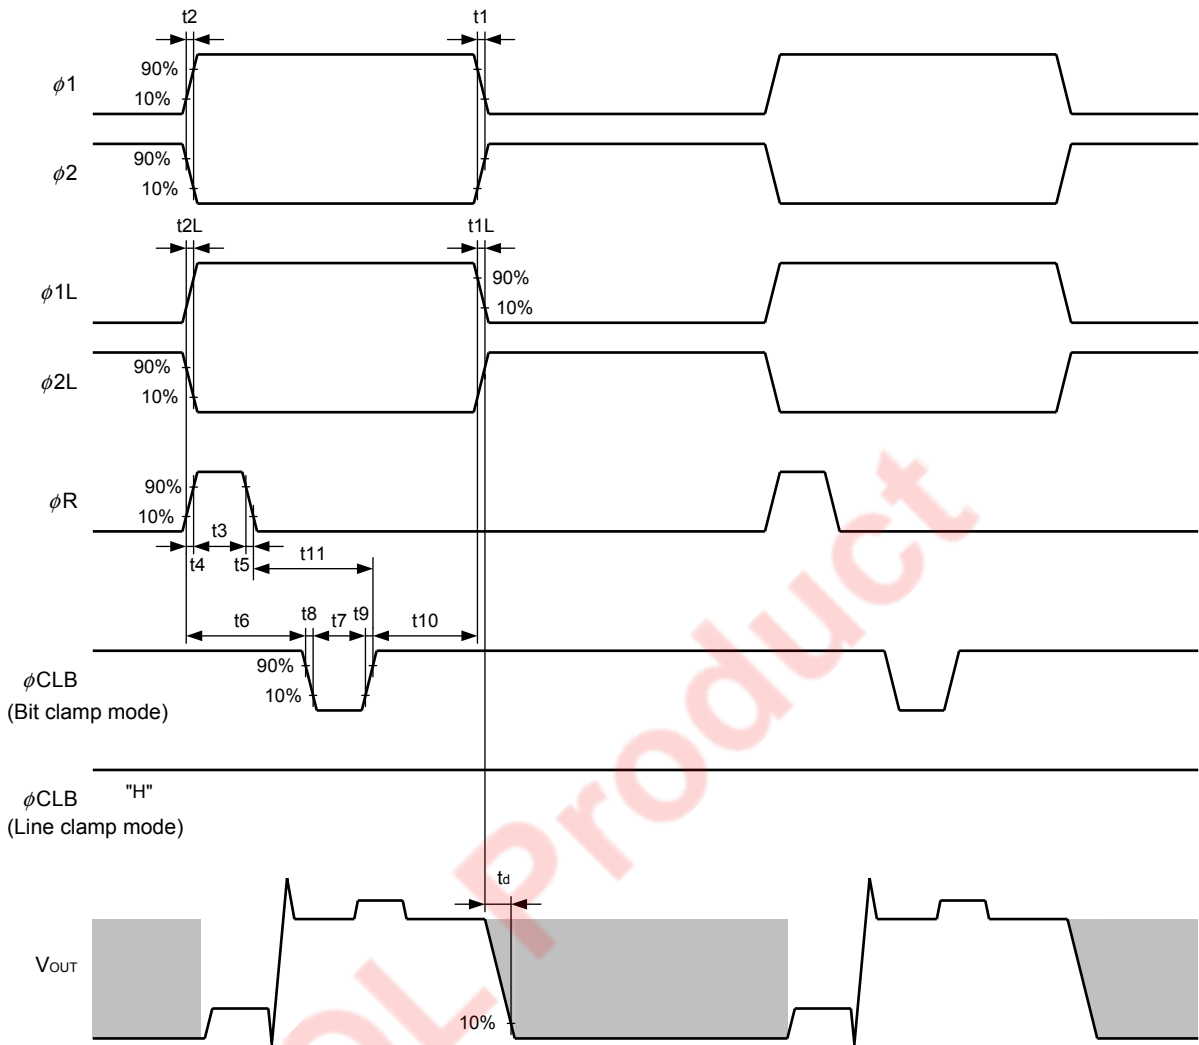 t2 t1
90%
ϕ1
10%
90%
ϕ2
10%
t2L t1L
90%
ϕ1L
10%
90%
ϕ2L
10%
90%
ϕR
10%
t3
t4 t5 t11
t6 t8 t7 t9 t10
90%
ϕCLB
10%
(Bit clamp mode)
"H"
ϕCLB
(Line clamp mode)
td
VOUT
10%
OL Product